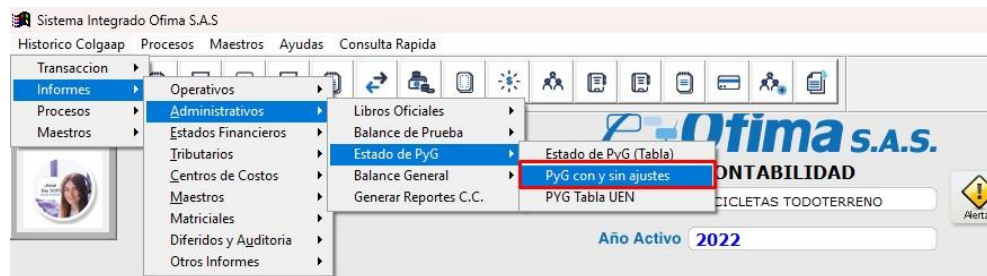 Sistema Integrado Ofima S.A.S
Historico Colgaap Procesos Maestros Ayudas Consulta Rapida
Transaccion
Informes
Procesos
Maestros
Operativos
Administrativos
Estados Financieros
Tributarios
Centros de Costos
Maestros
Matriciales
Diferidos y Auditoria
Otros Informes
Libros Oficiales
Balance de Prueba
Estado de PyG
Balance General
Generar Reportes C.C.
Estado de PyG (Tabla)
PyG con y sin ajustes
PYG Tabla UEN
Ofima S.A.S.
ONTABILIDAD
CICLETAS TODOTERRENO
Año Activo 2022
Alerta